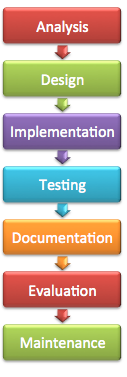 Analysis
Design
Implementation
Testing
Documentation
Evaluation
Maintenance